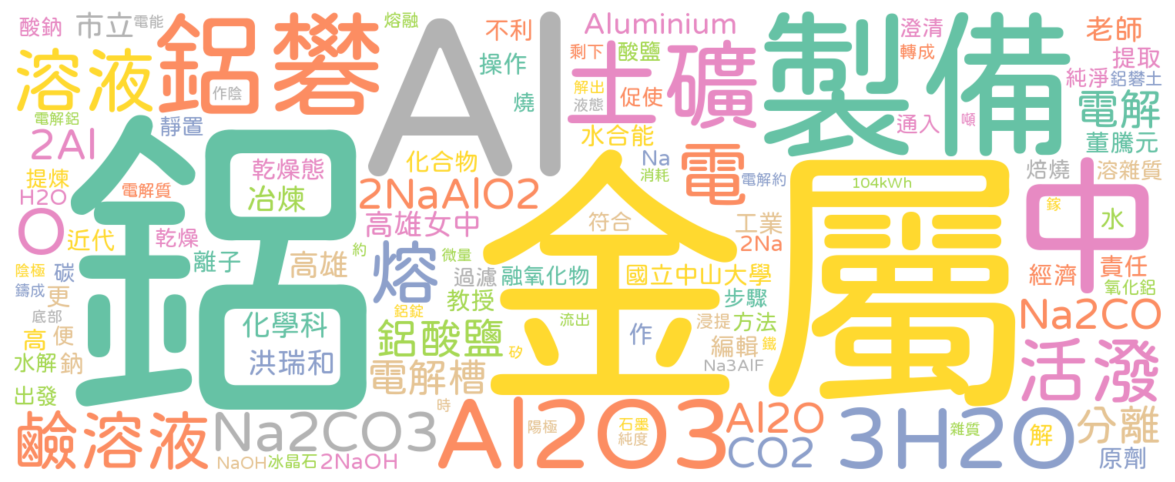 酸鈉
市立
電能
熔融
不利
Aluminium
製備
澄清
老師
溶液
鋁礬
Al
操作
剩下
酸鹽
土礦
轉成
提取
作陰
解出
純淨
鋁礬土
液態
促使
燒
電解鋁
靜置
2Al
水合能
通入
噸
電解
董騰元
鋁
乾燥態
化合物
Na
消耗
電
電解約
金
屬
104kWh
中
焙燒
溶雜質
提煉
H2O
電解質
冶煉
2NaAlO2
符合
工業
2Na
鎵
水
O
近代
乾燥
高雄女中
約
微量
離子
高雄
熔
過濾
融氧化物
國立中山大學
經濟
責任
陰極
碳
鑄成
更
教授
步驟
氧化鋁
底部
化學科
鋁錠
流出
作
浸提
方法
Na2CO
高
便
鋁酸鹽
矽
編輯
鐵
水解
鈉
洪瑞和
電解槽
Na3AlF
活潑
出發
時
鹼溶液
Na2CO3
Al2O3
陽極
石墨
純度
Al2O
3H2O
雜質
解
分離
NaOH
冰晶石
2NaOH
CO2
原劑